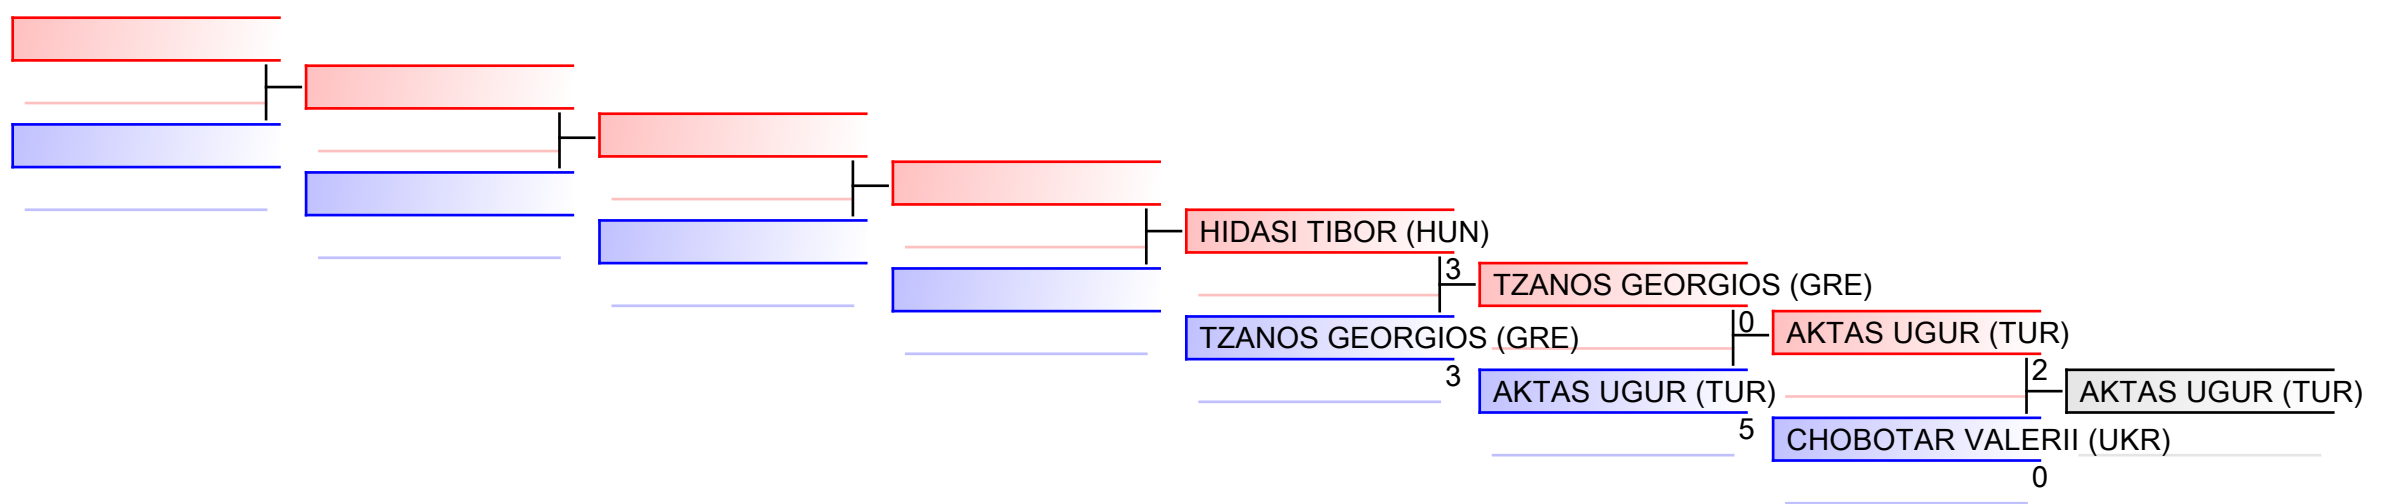 HIDASI TIBOR (HUN)
3
TZANOS GEORGIOS (GRE)
3
TZANOS GEORGIOS (GRE)
0
AKTAS UGUR (TUR)
5
AKTAS UGUR (TUR)
2
CHOBOTAR VALERII (UKR)
0
AKTAS UGUR (TUR)